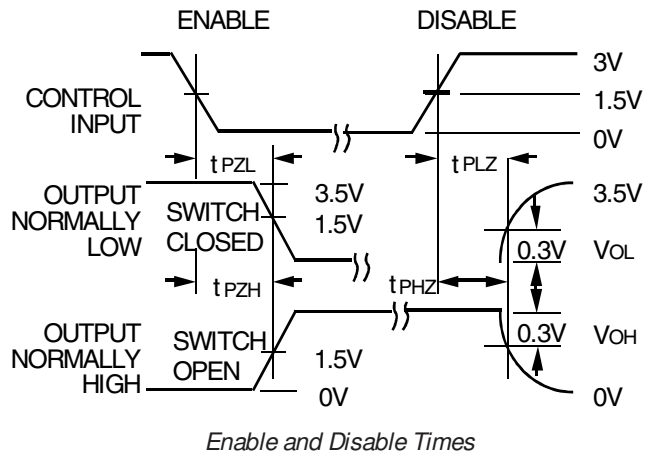 ENABLE DISABLE
3V
CONTROL INPUT
1.5V
0V
tPZL tPLZ
OUTPUT NORMALLY LOW
SWITCH CLOSED
3.5V
1.5V
3.5V
0.3V VOL
tPZH tPHZ
OUTPUT NORMALLY HIGH
SWITCH OPEN
1.5V
0V
0.3V VOH
0V
Enable and Disable Times